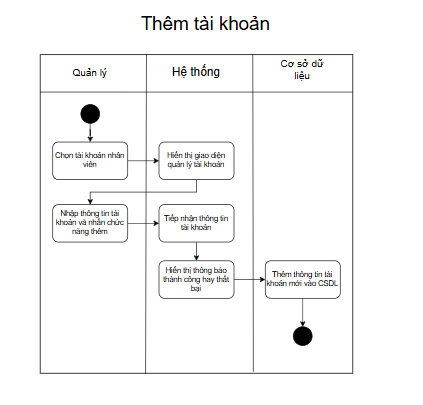 Thêm tài khoản
Quản lý
Hệ thống
Cơ sở dữ
liệu
Chọn tài khoản nhân
viên
Hiển thị giao diện
quản lý tài khoản
Nhập thông tin tài
khoản và nhấn chức
năng thêm
Tiếp nhận thông tin
tài khoản
Hiển thị thông báo
thành công hay thất
bại
Thêm thông tin tài
khoản mới vào CSDL